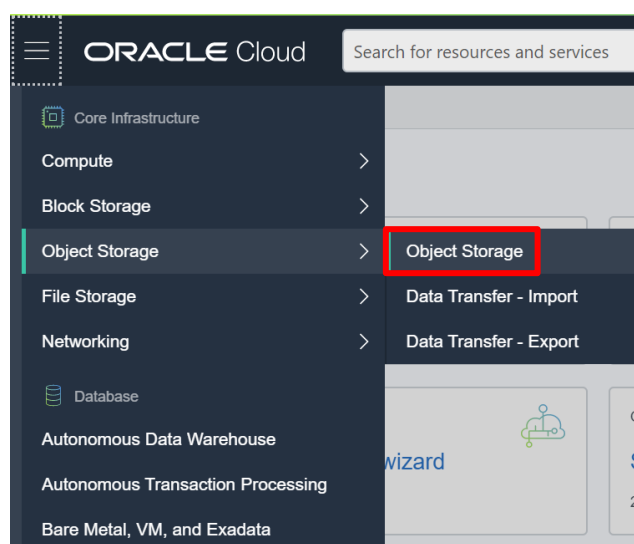 ORACLE Cloud
Search for resources and services
Core Infrastructure
Compute
Block Storage
Object Storage
Object Storage
File Storage
Data Transfer - Import
Networking
Data Transfer - Export
Database
Autonomous Data Warehouse
wizard
Autonomous Transaction Processing
Bare Metal, VM, and Exadata